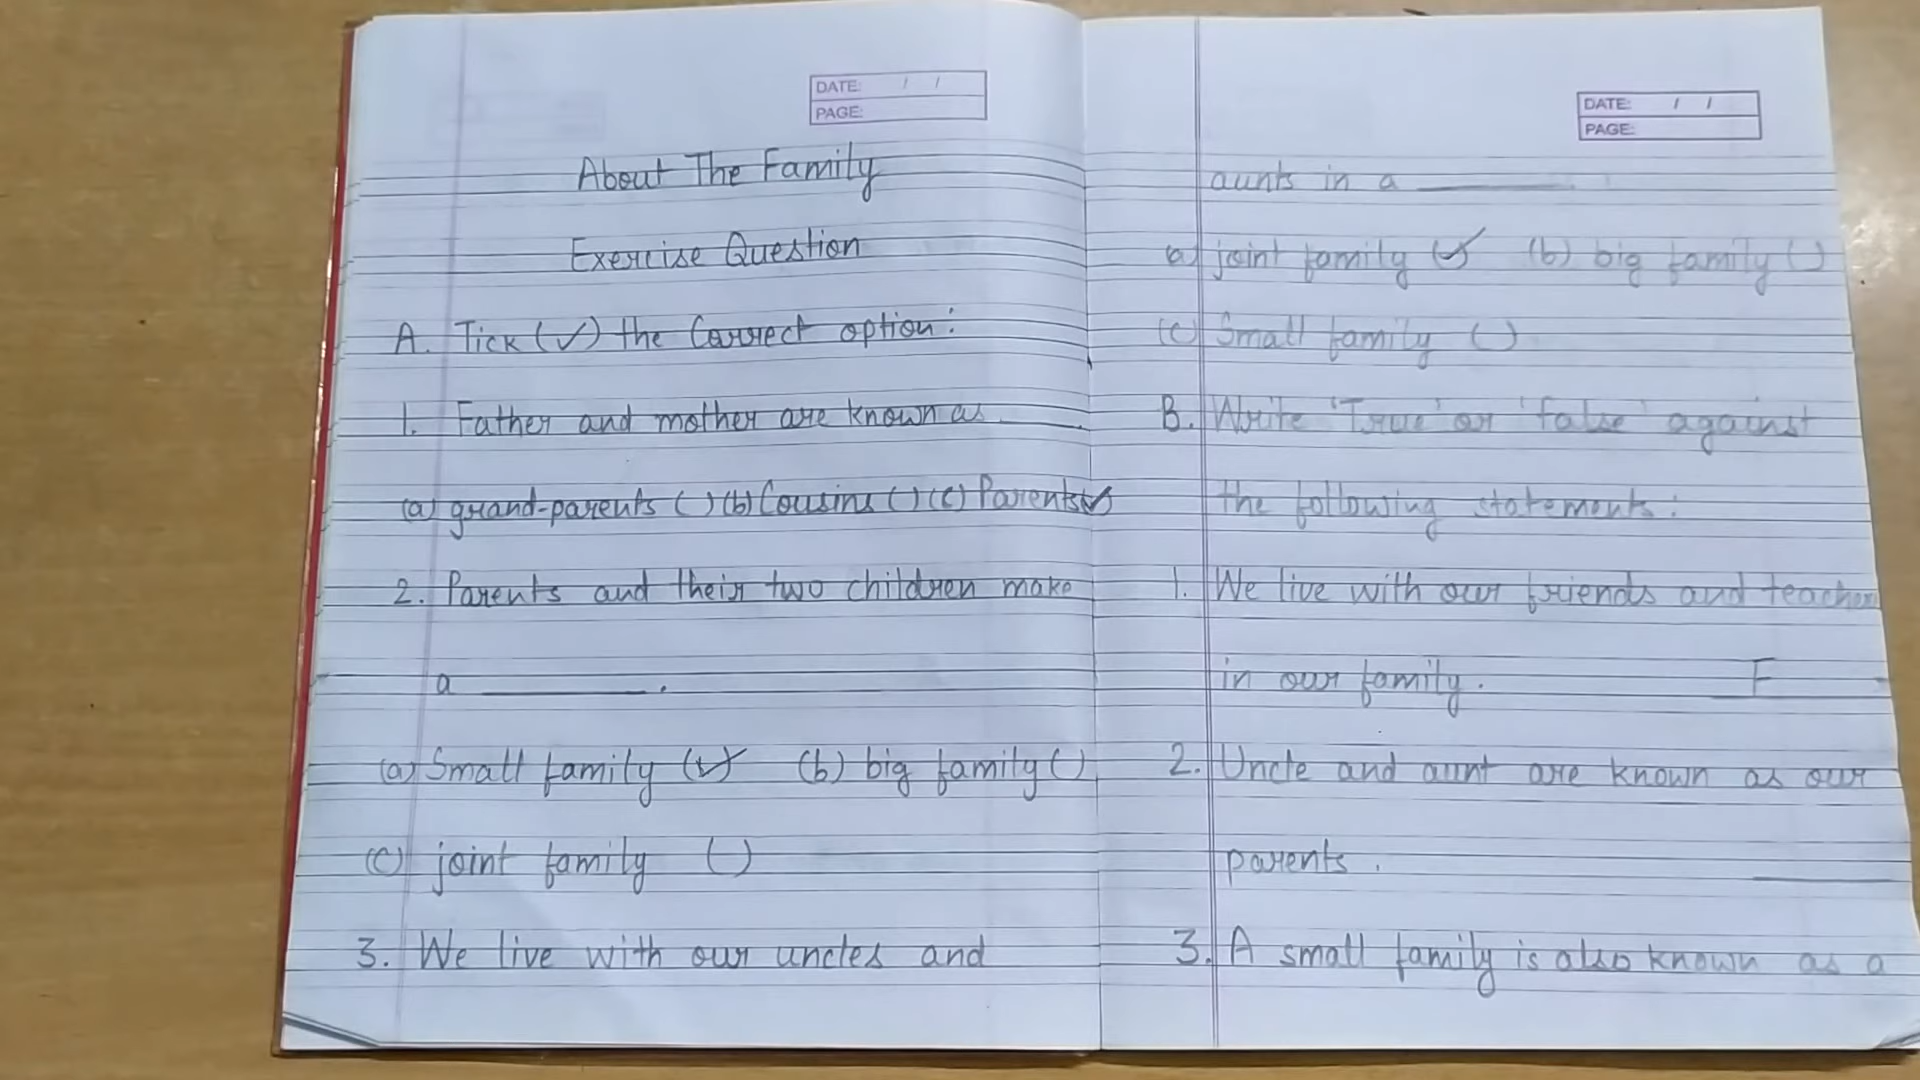 DATE: / /
PAGE:
About The Family
Exercise Question
A. Tick (✓) the Correct option:
1. Father and mother are known as ______.
(a) grand-parents ( ) (b) Cousins ( ) (c) Parents (✓)
2. Parents and their two children make
a ______.
(a) Small family (✓) (b) big family ( )
(c) joint family ( )
3. We live with our uncles and
DATE: / /
PAGE:
aunts in a ______.
(a) joint family (✓) (b) big family ( )
(c) Small family ( )
B. Write 'True' or 'false' against
the following statements:
1. We live with our friends and teacher
in our family. F
2. Uncle and aunt are known as our
parents. ______
3. A small family is also known as a